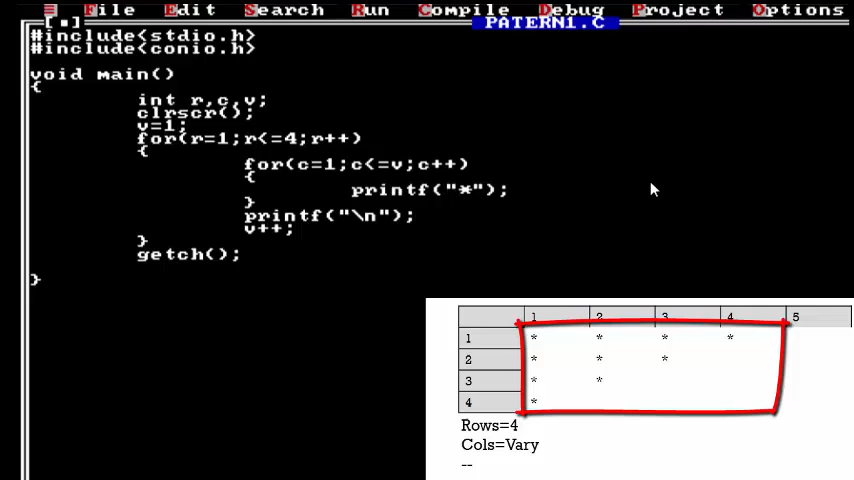 ≡ File Edit Search Run Compile Debug Project Options
[▪] PATERN1.C
#include<stdio.h>
#include<conio.h>
void main()
{
int r,c,v;
clrscr();
v=1;
for(r=1;r<=4;r++)
{
for(c=1;c<=v;c++)
{
printf("*");
}
printf("\n");
v++;
}
getch();
}
1 2 3 4 5
1 * * * *
2 * * *
3 * *
4 *
Rows=4
Cols=Vary
--